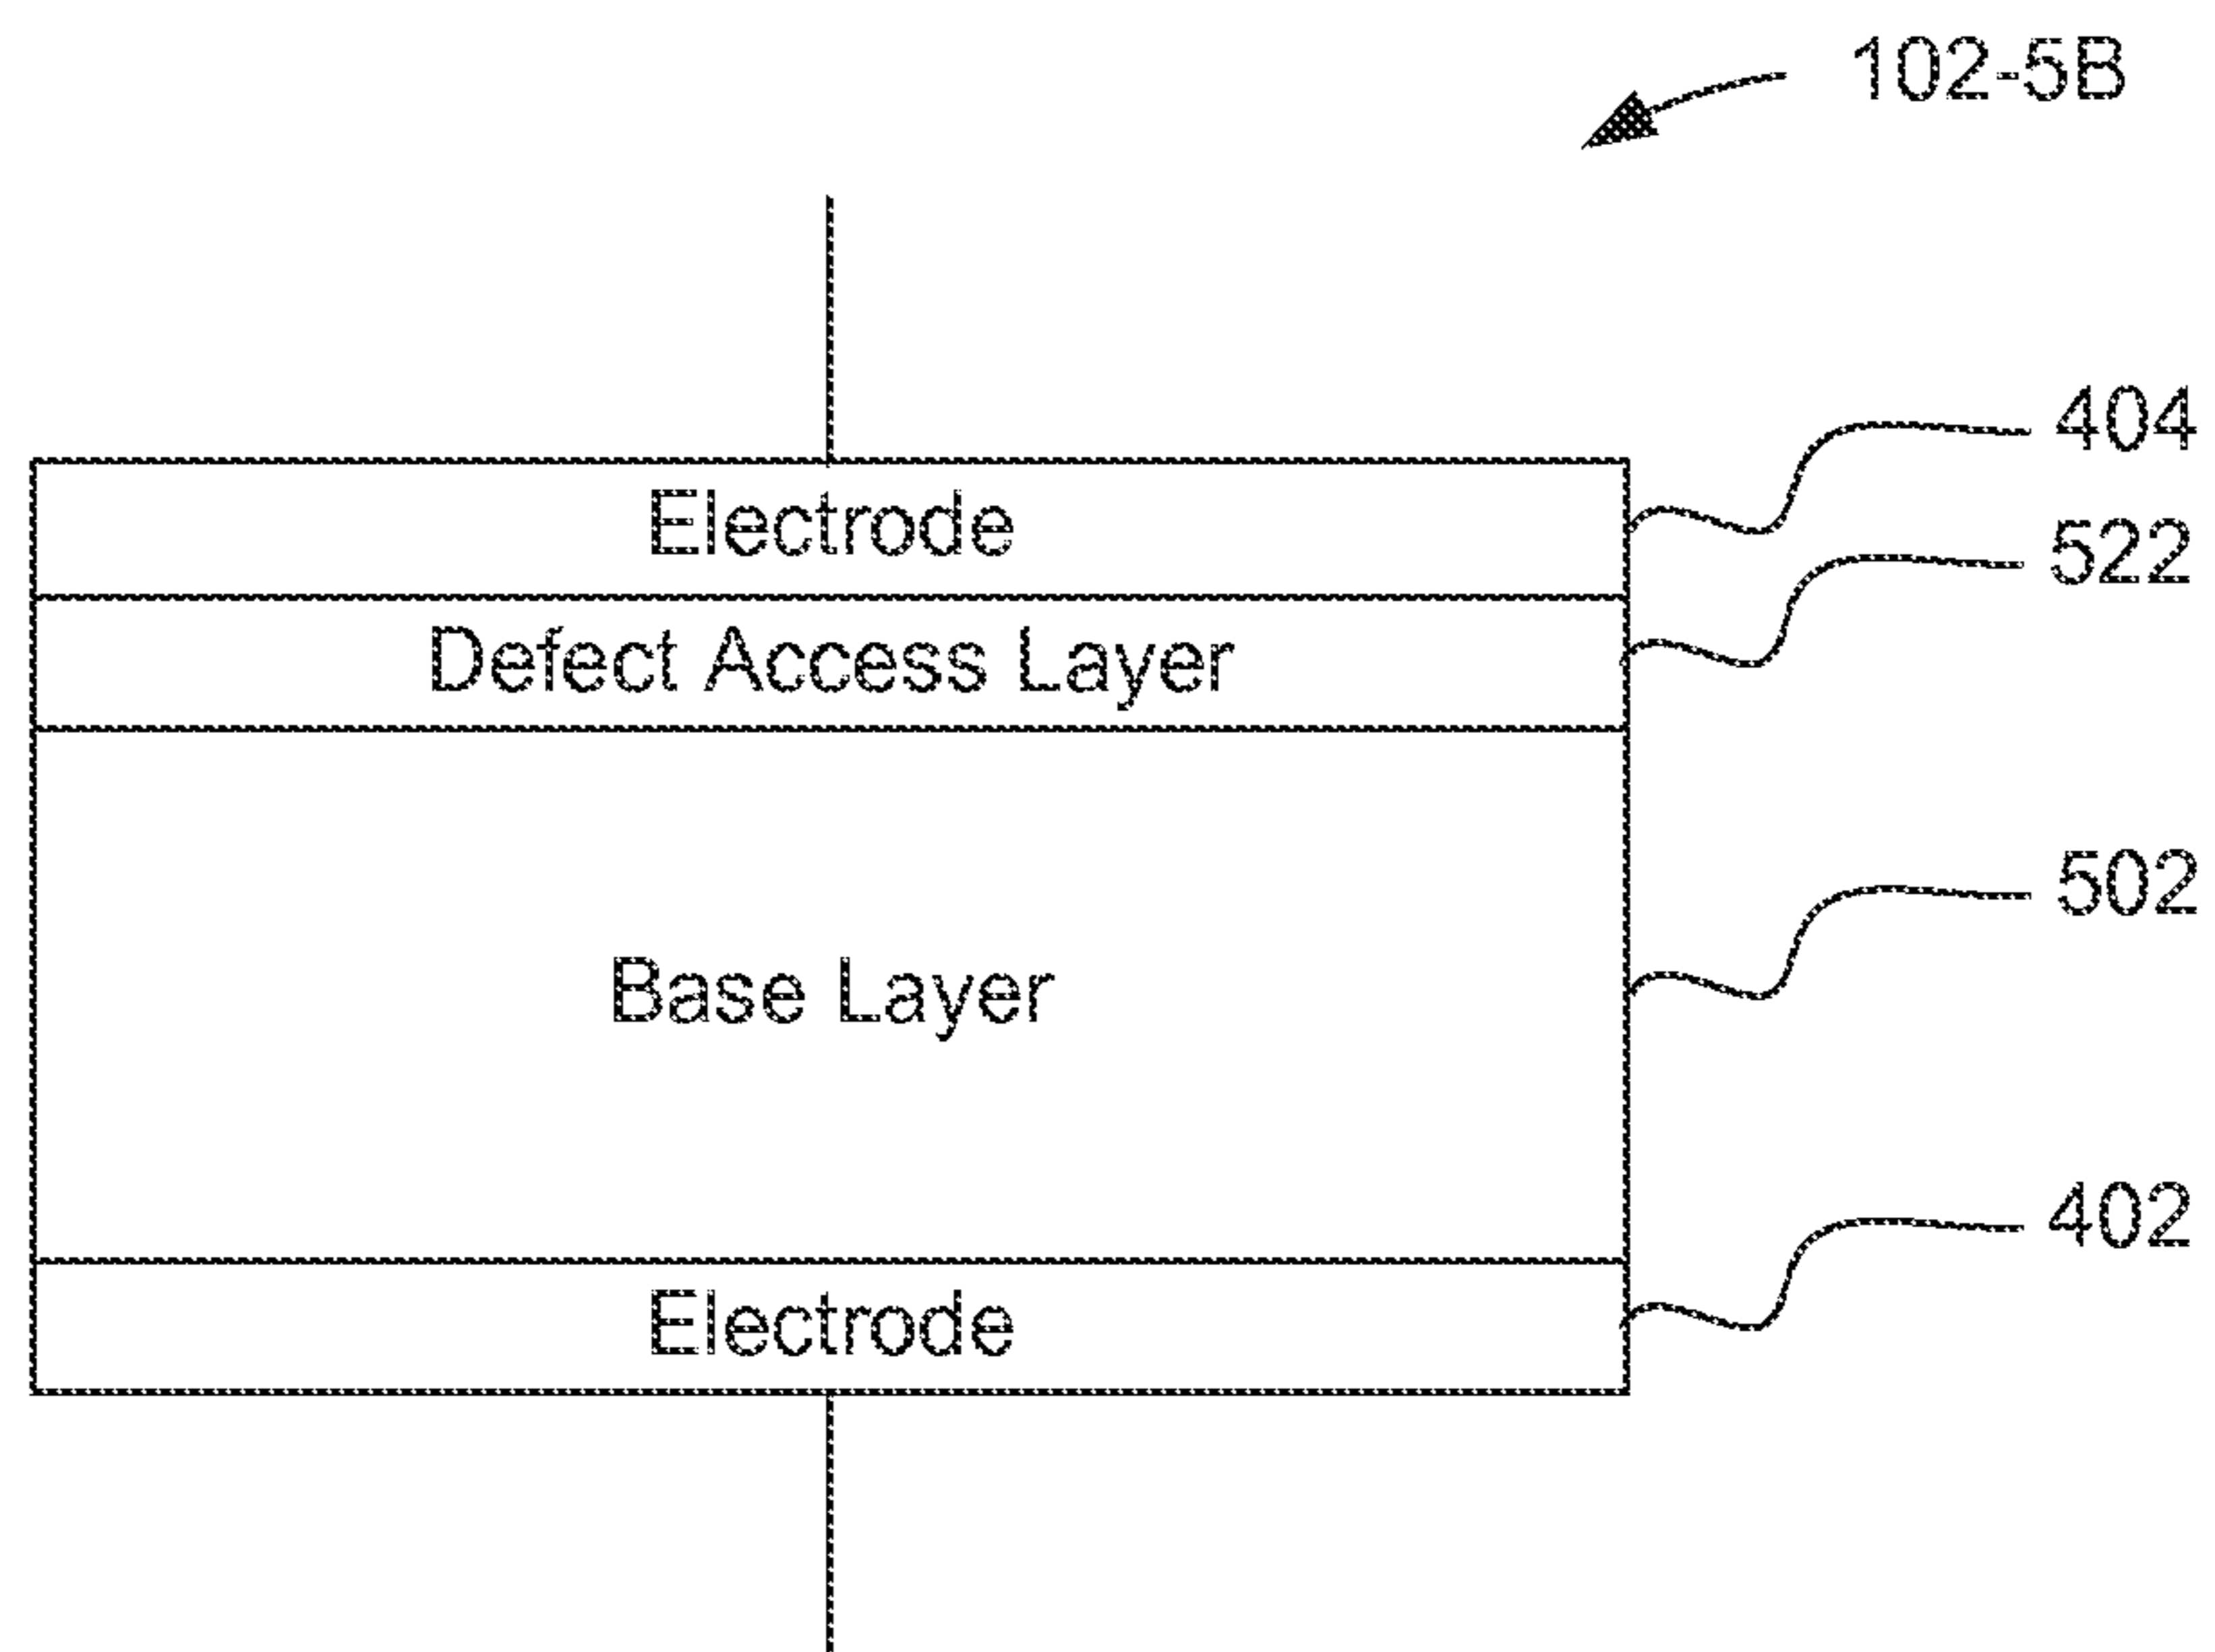 102-5B
404
Electrode
522
Defect Access Layer
502
Base Layer
402
Electrode